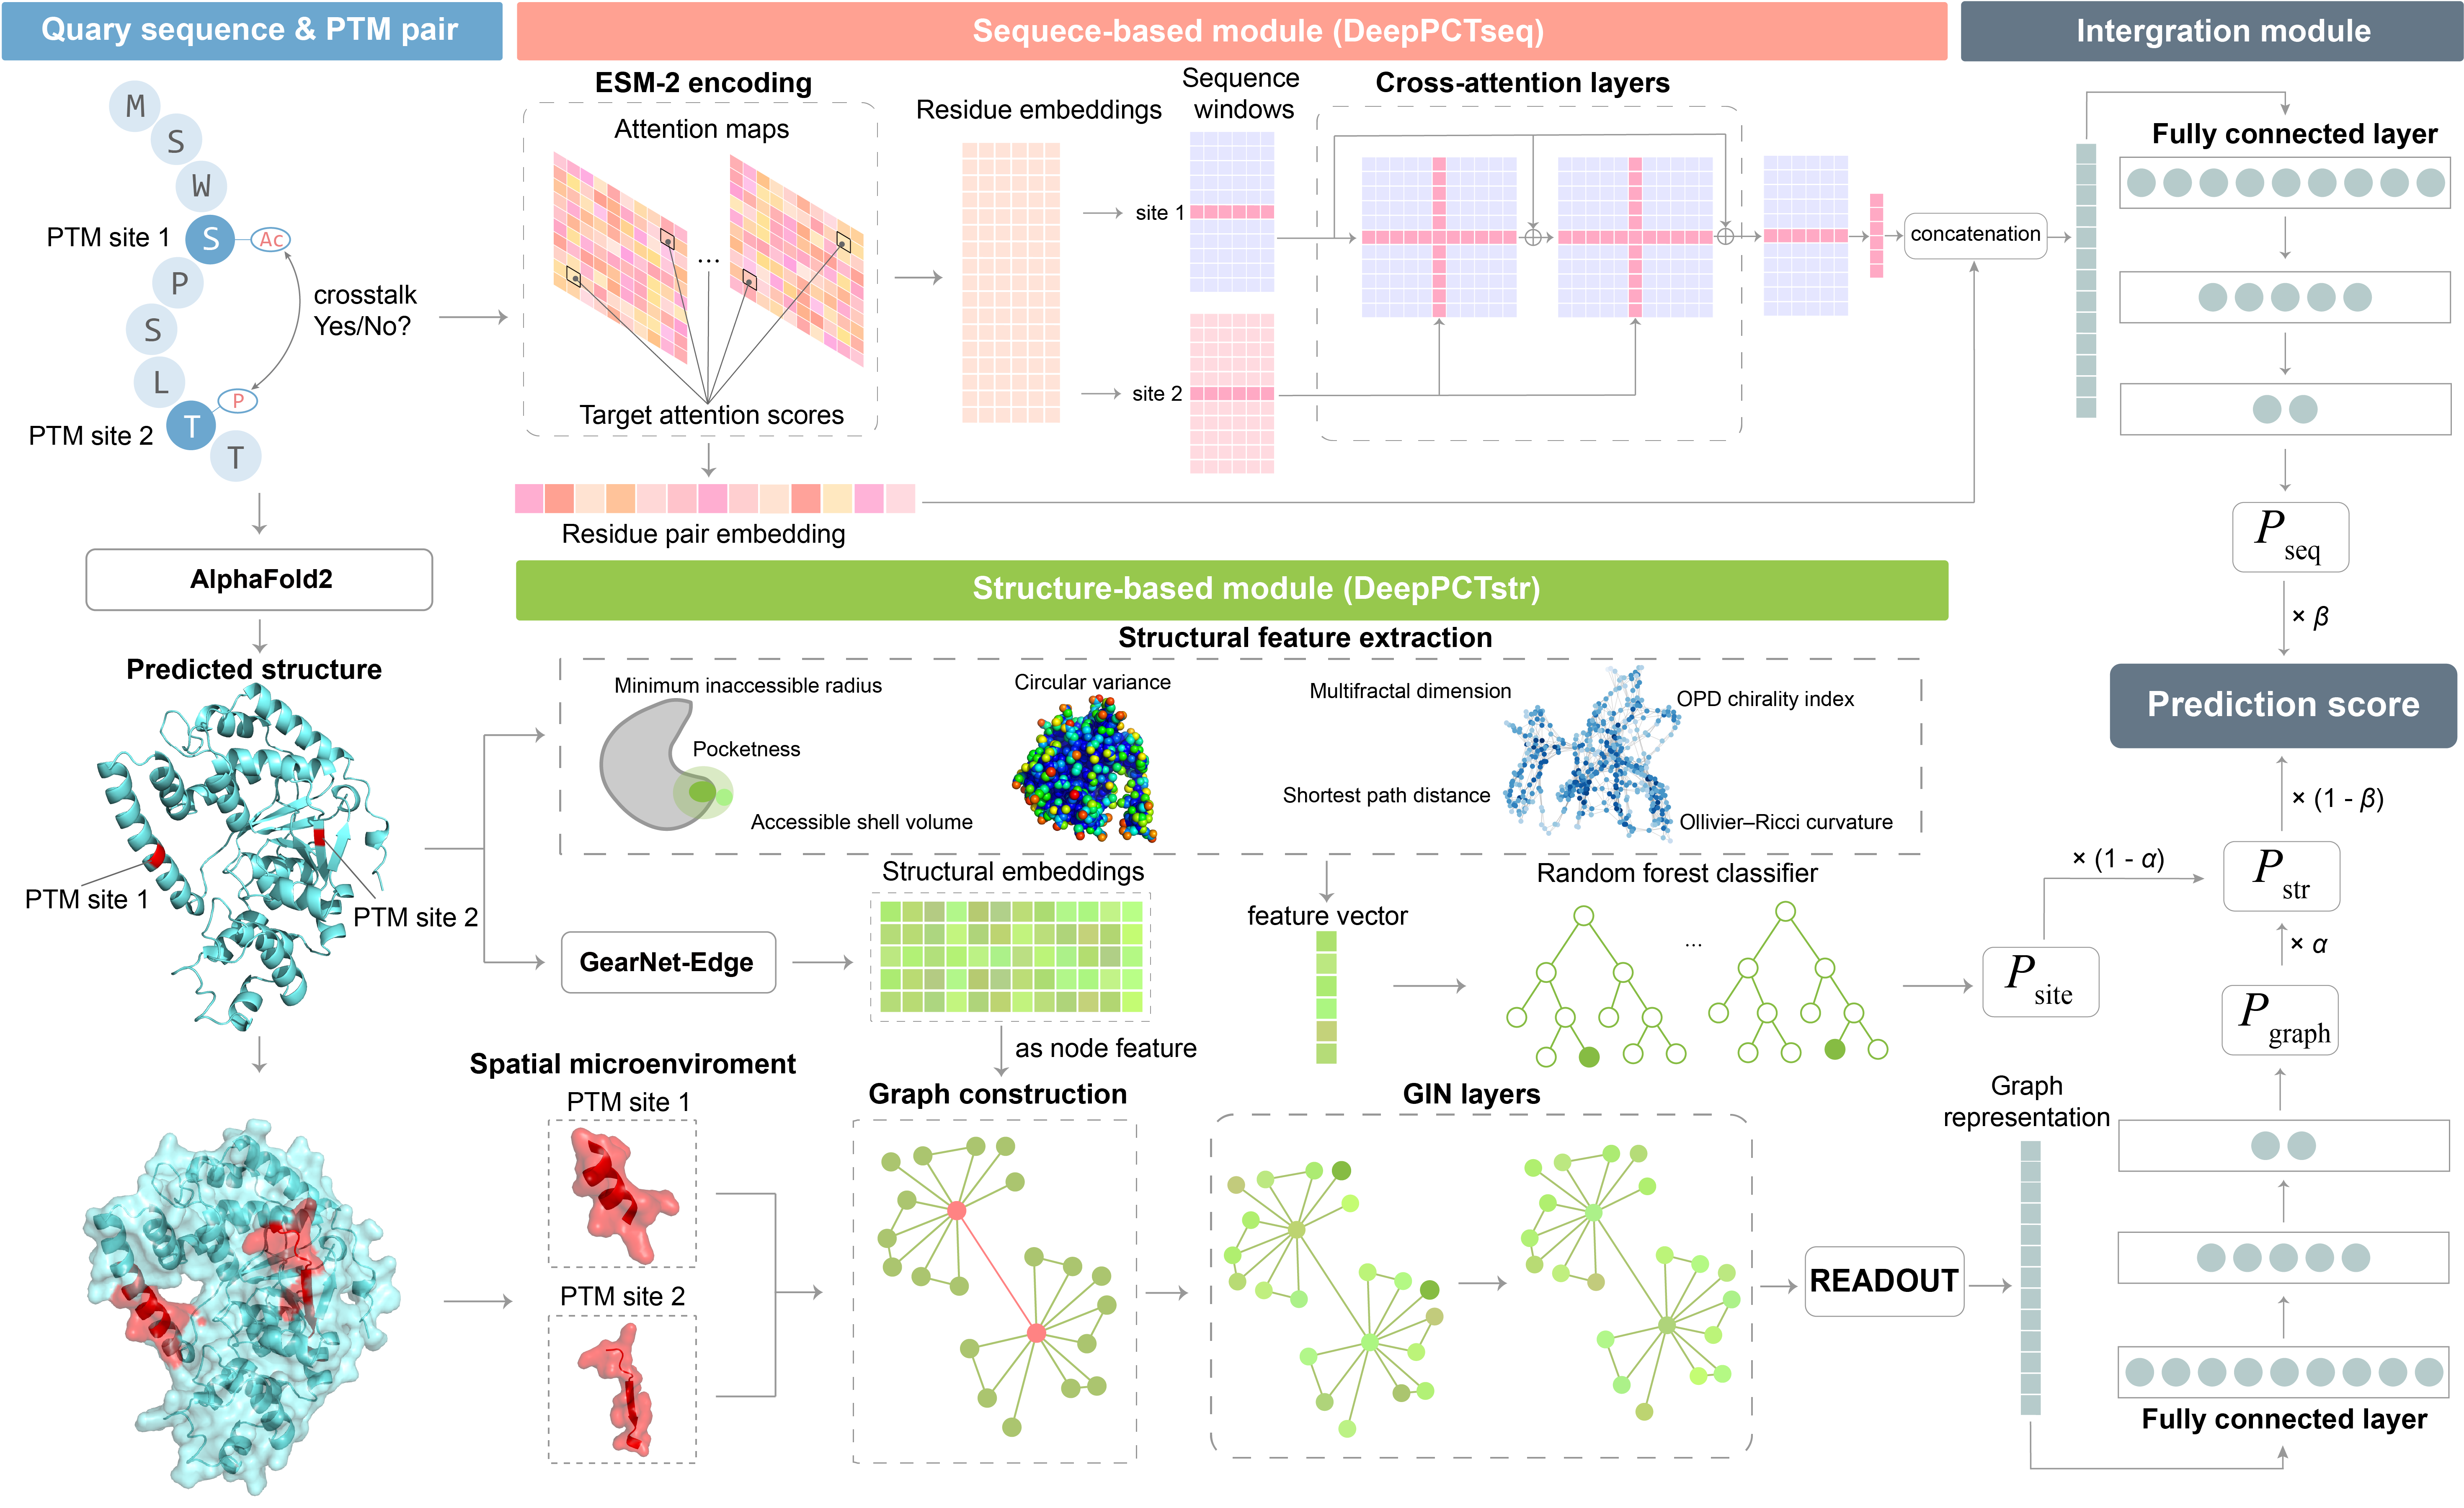 Quary sequence & PTM pair
M
S
W
PTM site 1
S
Ac
P
S
L
crosstalk
Yes/No?
P
T
PTM site 2
T
AlphaFold2
Predicted structure
PTM site 1
PTM site 2
Sequece-based module (DeepPCTseq)
ESM-2 encoding
Attention maps
...
Target attention scores
Residue pair embedding
Residue embeddings
Sequence
windows
site 1
site 2
Cross-attention layers
concatenation
Structure-based module (DeepPCTstr)
Structural feature extraction
Minimum inaccessible radius
Pocketness
Accessible shell volume
Circular variance
Multifractal dimension
OPD chirality index
Shortest path distance
Ollivier–Ricci curvature
GearNet-Edge
Structural embeddings
as node feature
feature vector
Random forest classifier
...
Spatial microenviroment
PTM site 1
PTM site 2
Graph construction
GIN layers
READOUT
Graph
representation
Intergration module
Fully connected layer
P seq
× β
Prediction score
× (1 - β)
× (1 - α)
P str
× α
P site
P graph
Fully connected layer